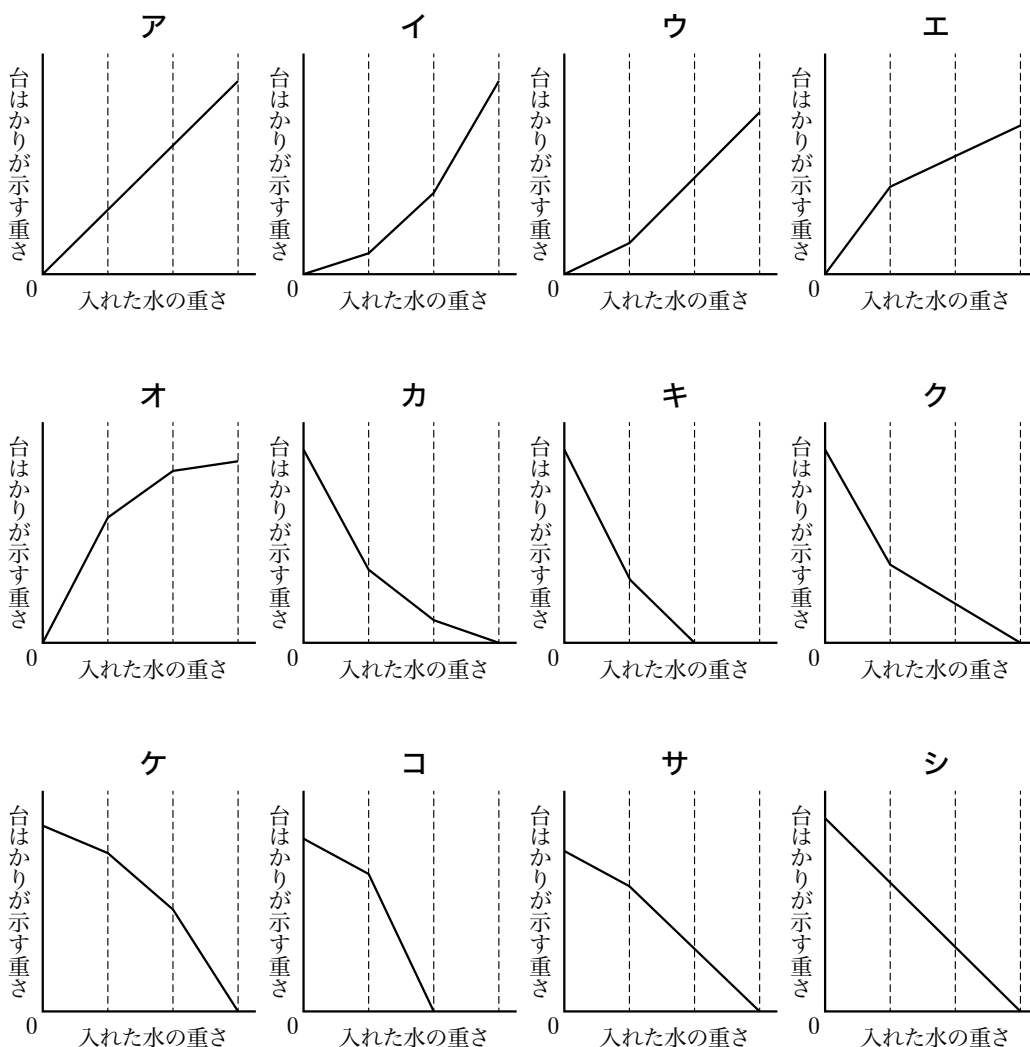 ア
イ
ウ
エ
台はかりが示す重さ
台はかりが示す重さ
台はかりが示す重さ
台はかりが示す重さ
0
入れた水の重さ
0
入れた水の重さ
0
入れた水の重さ
0
入れた水の重さ
オ
カ
キ
ク
台はかりが示す重さ
台はかりが示す重さ
台はかりが示す重さ
台はかりが示す重さ
0
入れた水の重さ
0
入れた水の重さ
0
入れた水の重さ
0
入れた水の重さ
ケ
コ
サ
シ
台はかりが示す重さ
台はかりが示す重さ
台はかりが示す重さ
台はかりが示す重さ
0
入れた水の重さ
0
入れた水の重さ
0
入れた水の重さ
0
入れた水の重さ